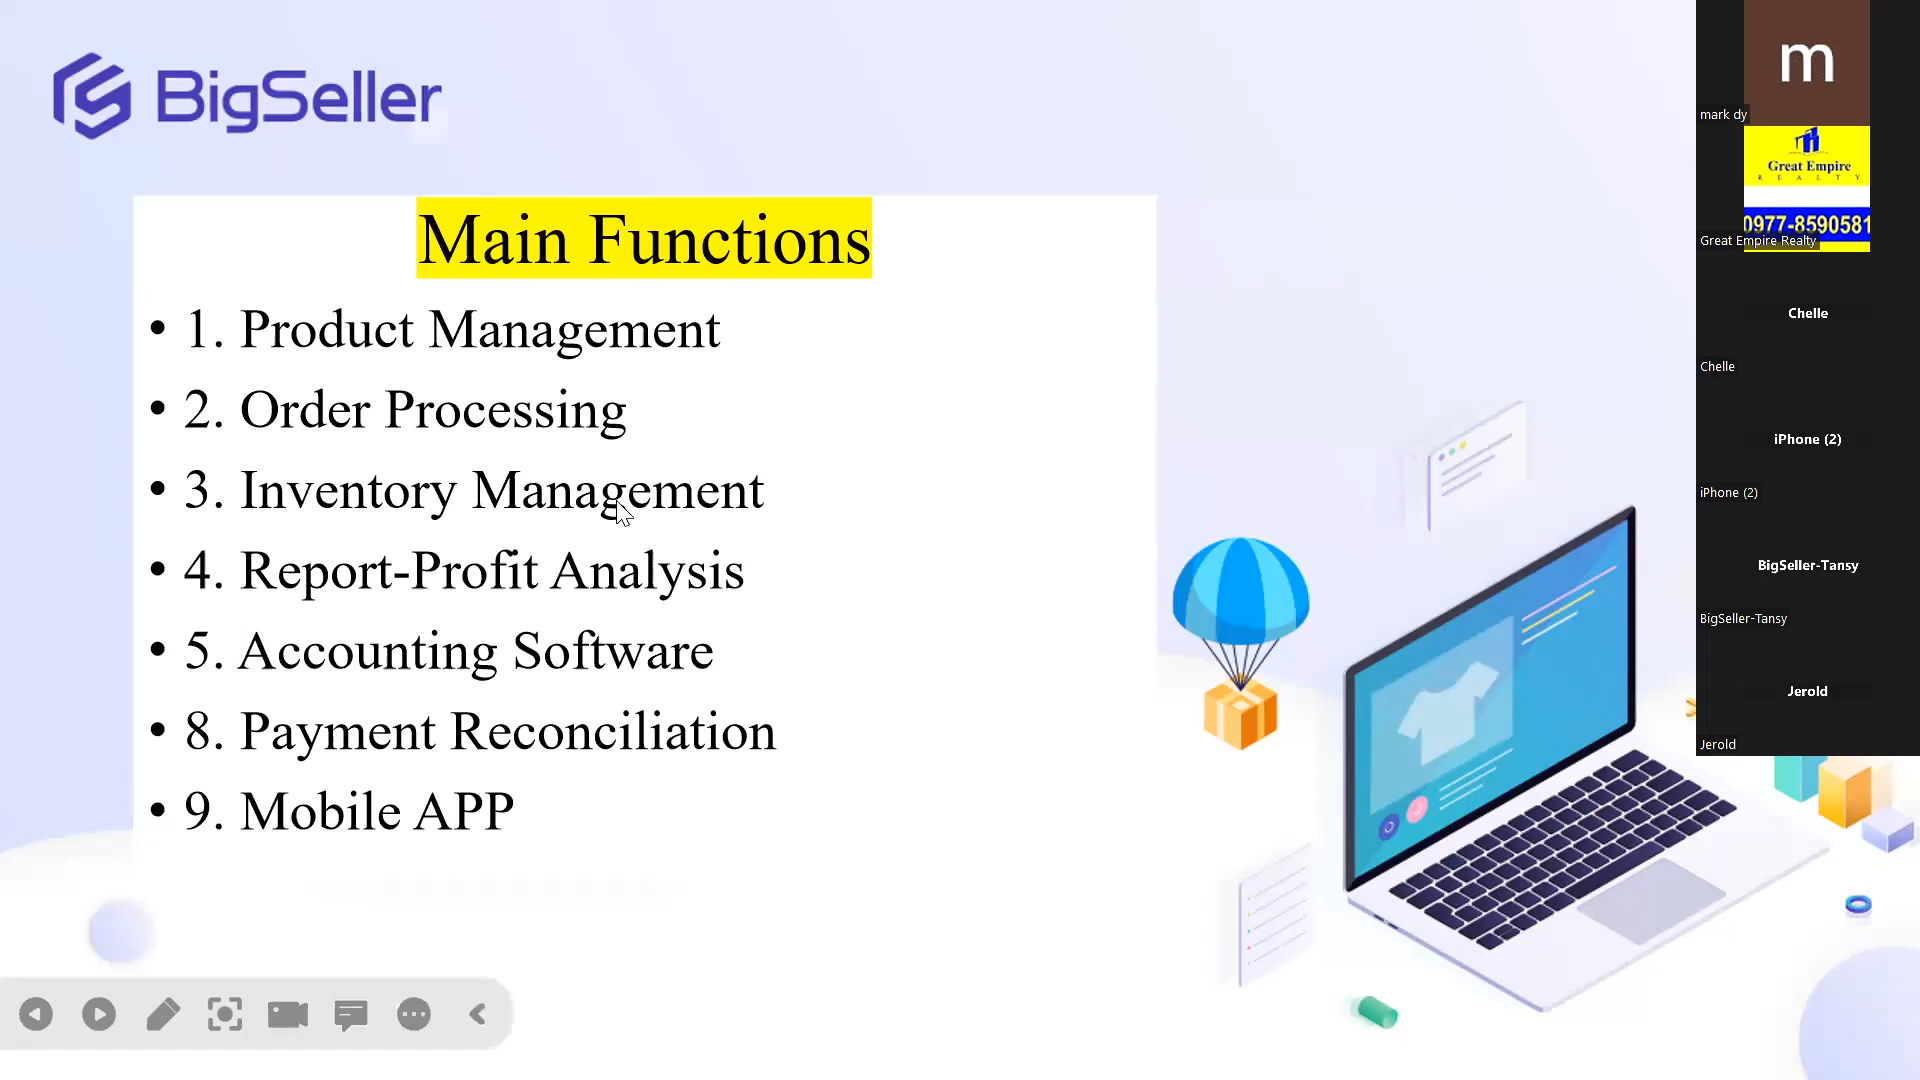 BigSeller
Main Functions
• 1. Product Management
• 2. Order Processing
• 3. Inventory Management
• 4. Report-Profit Analysis
• 5. Accounting Software
• 8. Payment Reconciliation
• 9. Mobile APP
m
mark dy
Great Empire
REALTY
0977-8590581
Great Empire Realty
Chelle
Chelle
iPhone (2)
iPhone (2)
BigSeller-Tansy
BigSeller-Tansy
Jerold
Jerold